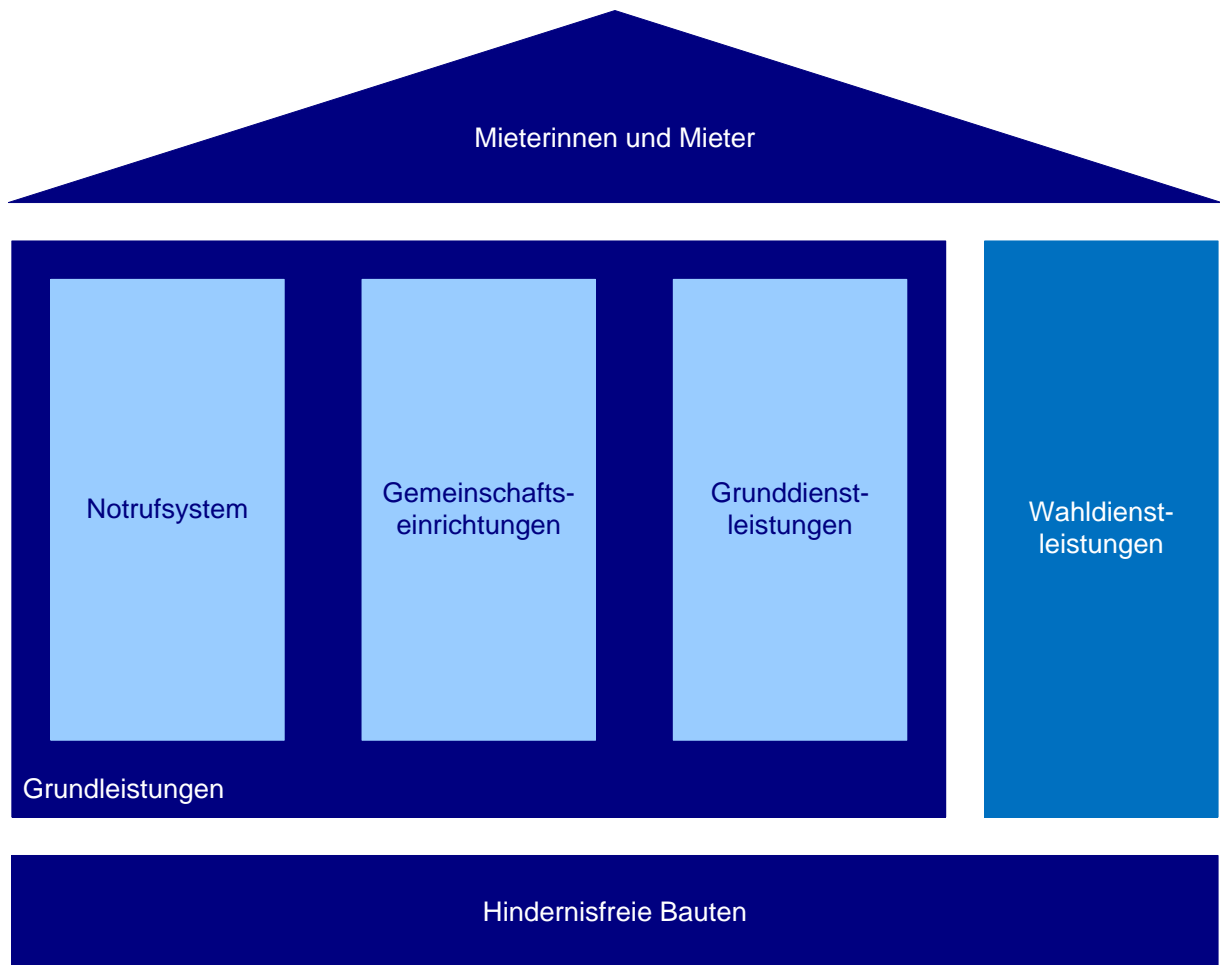 Mieterinnen und Mieter
Notrufsystem
Gemeinschafts-
einrichtungen
Grunddienst-
leistungen
Wahldienst-
leistungen
Grundleistungen
Hindernisfreie Bauten